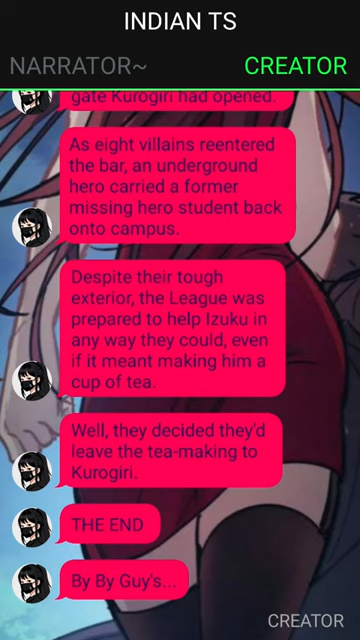 INDIAN TS
NARRATOR~
CREATOR
gate Kurogiri had opened.
As eight villains reentered
the bar, an underground
hero carried a former
missing hero student back
onto campus.
Despite their tough
exterior, the League was
prepared to help Izuku in
any way they could, even
if it meant making him a
cup of tea.
Well, they decided they'd
leave the tea-making to
Kurogiri.
THE END
By By Guy's...
CREATOR